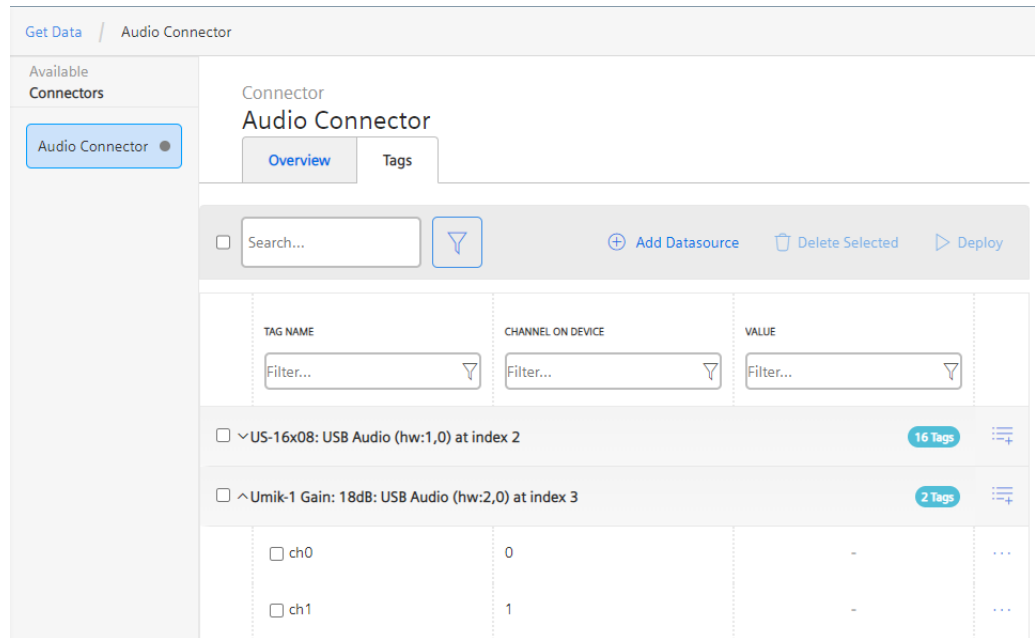 Get Data / Audio Connector
Available
Connectors
Audio Connector
Connector
Audio Connector
Overview Tags
Search... Add Datasource Delete Selected Deploy
TAG NAME CHANNEL ON DEVICE VALUE
Filter... Filter... Filter...
US-16x08: USB Audio (hw:1,0) at index 2 16 Tags
Umik-1 Gain: 18dB: USB Audio (hw:2,0) at index 3 2 Tags
ch0 0 - ...
ch1 1 - ...